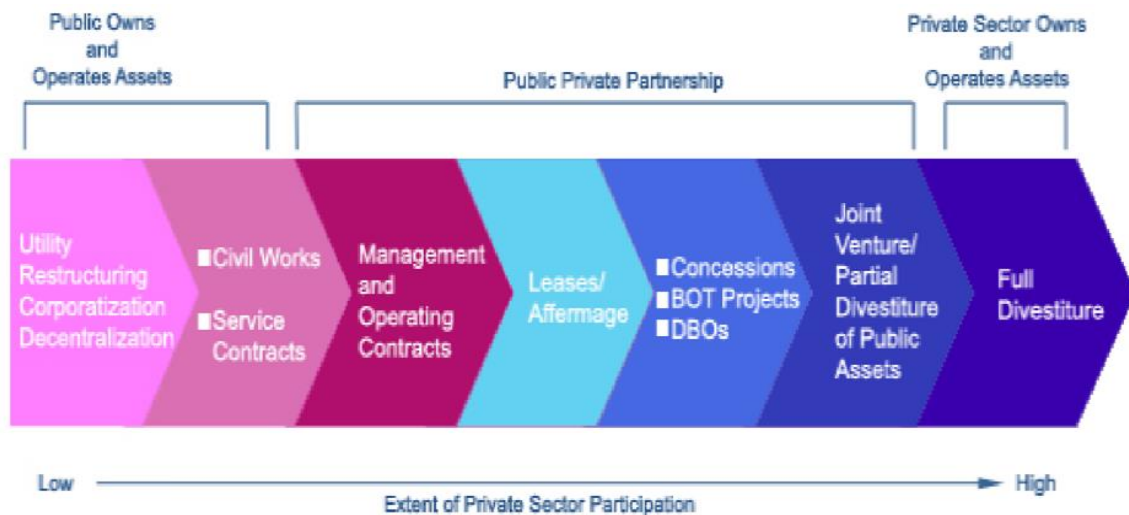 Public Owns
and
Operates Assets
Public Private Partnership
Private Sector Owns
and
Operates Assets
Utility
Restructuring
Corporatization
Decentralization
Civil Works
Service
Contracts
Management
and
Operating
Contracts
Leases/
Affermage
Concessions
BOT Projects
DBOs
Joint
Venture/
Partial
Divestiture
of Public
Assets
Full
Divestiture
Low
High
Extent of Private Sector Participation